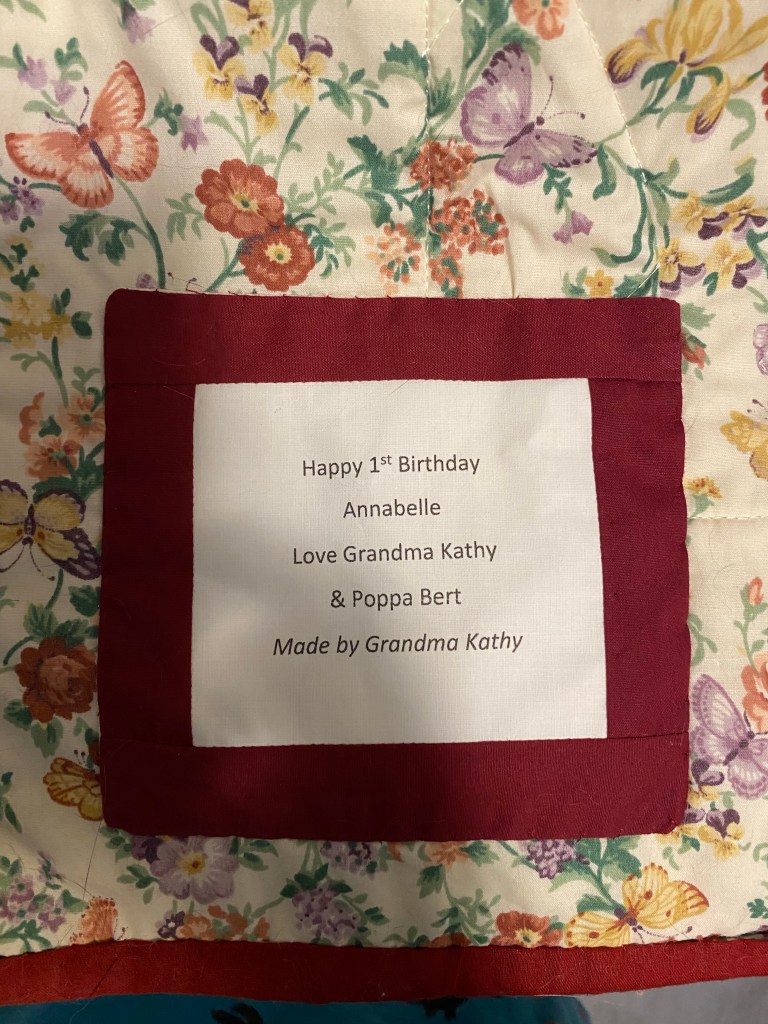 Happy 1st Birthday
Annabelle
Love Grandma Kathy
& Poppa Bert
Made by Grandma Kathy